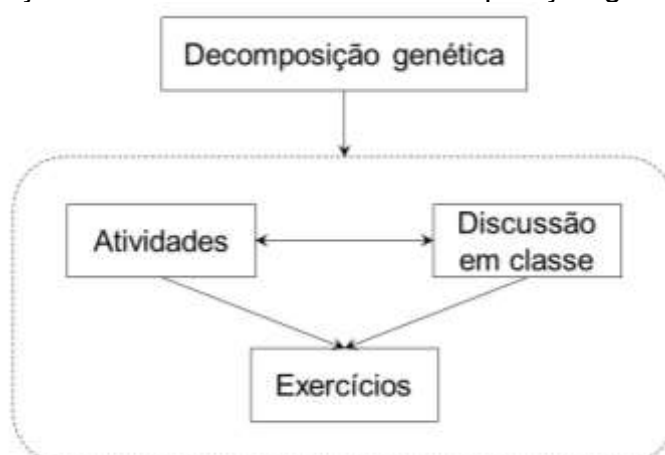 Decomposição genética
Atividades
Discussão
em classe
Exercícios